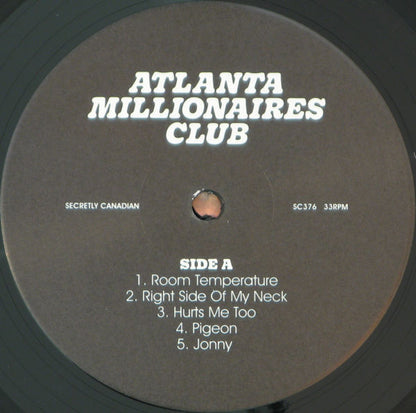 ATLANTA
MILLIONAIRES
CLUB
SECRETLY CANADIAN
SC376 33RPM
SIDE A
1. Room Temperature
2. Right Side Of My Neck
3. Hurts Me Too
4. Pigeon
5. Jonny